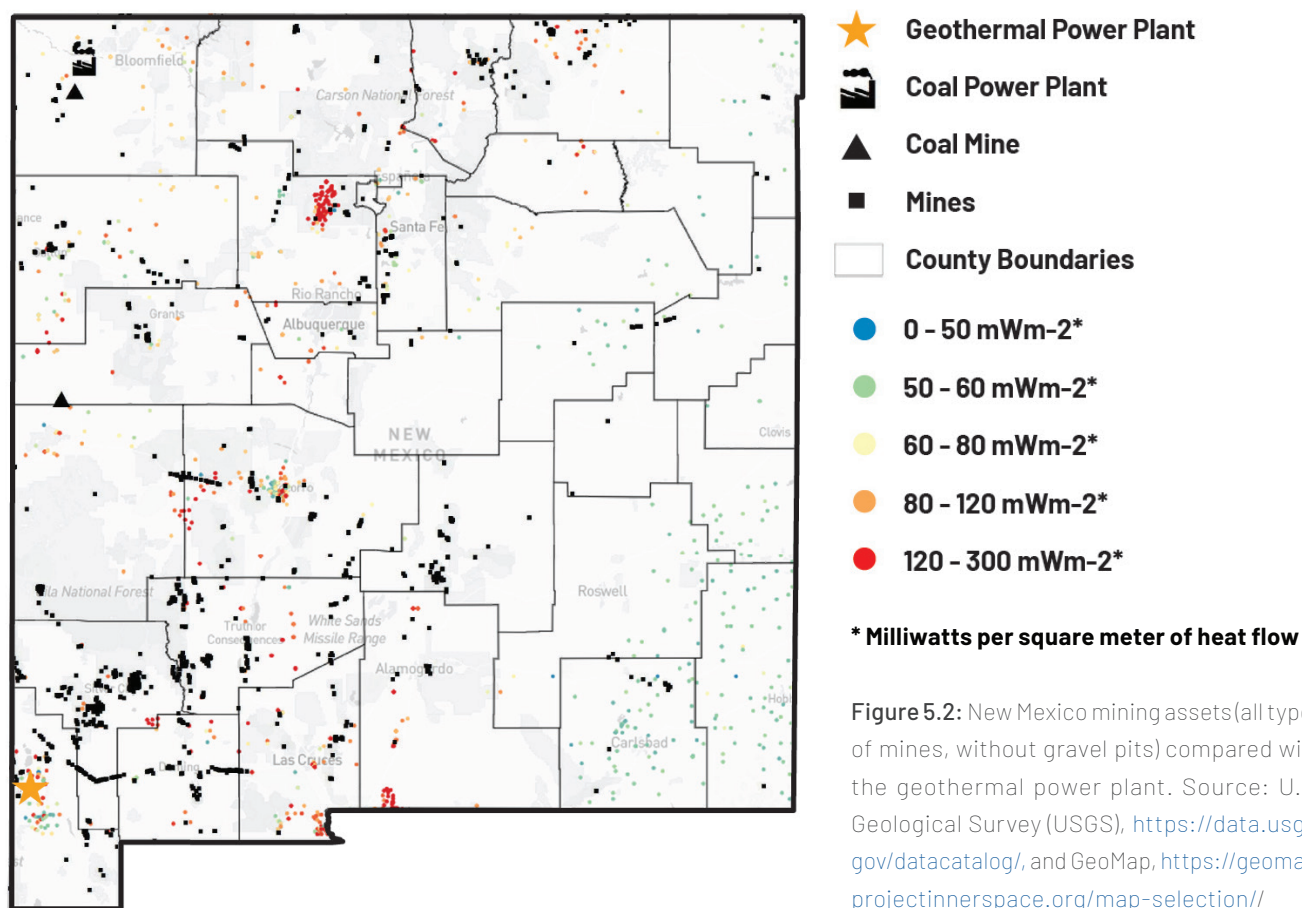 Geothermal Power Plant
Coal Power Plant
Coal Mine
Mines
County Boundaries
0 - 50 mWm-2*
50 - 60 mWm-2*
60 - 80 mWm-2*
80 - 120 mWm-2*
120 - 300 mWm-2*
* Milliwatts per square meter of heat flow
Figure 5.2: New Mexico mining assets (all type
of mines, without gravel pits) compared wi
the geothermal power plant. Source: U.
Geological Survey (USGS), https://data.usg
gov/datacatalog/, and GeoMap, https://geoma
projectinnerspace.org/map-selection//
Bloomfield
Carson National Forest
Española
Santa Fe
Rio Rancho
Albuquerque
Grants
NEW
MEXICO
Clovis
National Forest
Truth or
Consequences
White Sands
Missile Range
Roswell
Alamogordo
Silver
Carlsbad
Deming
Las Cruces